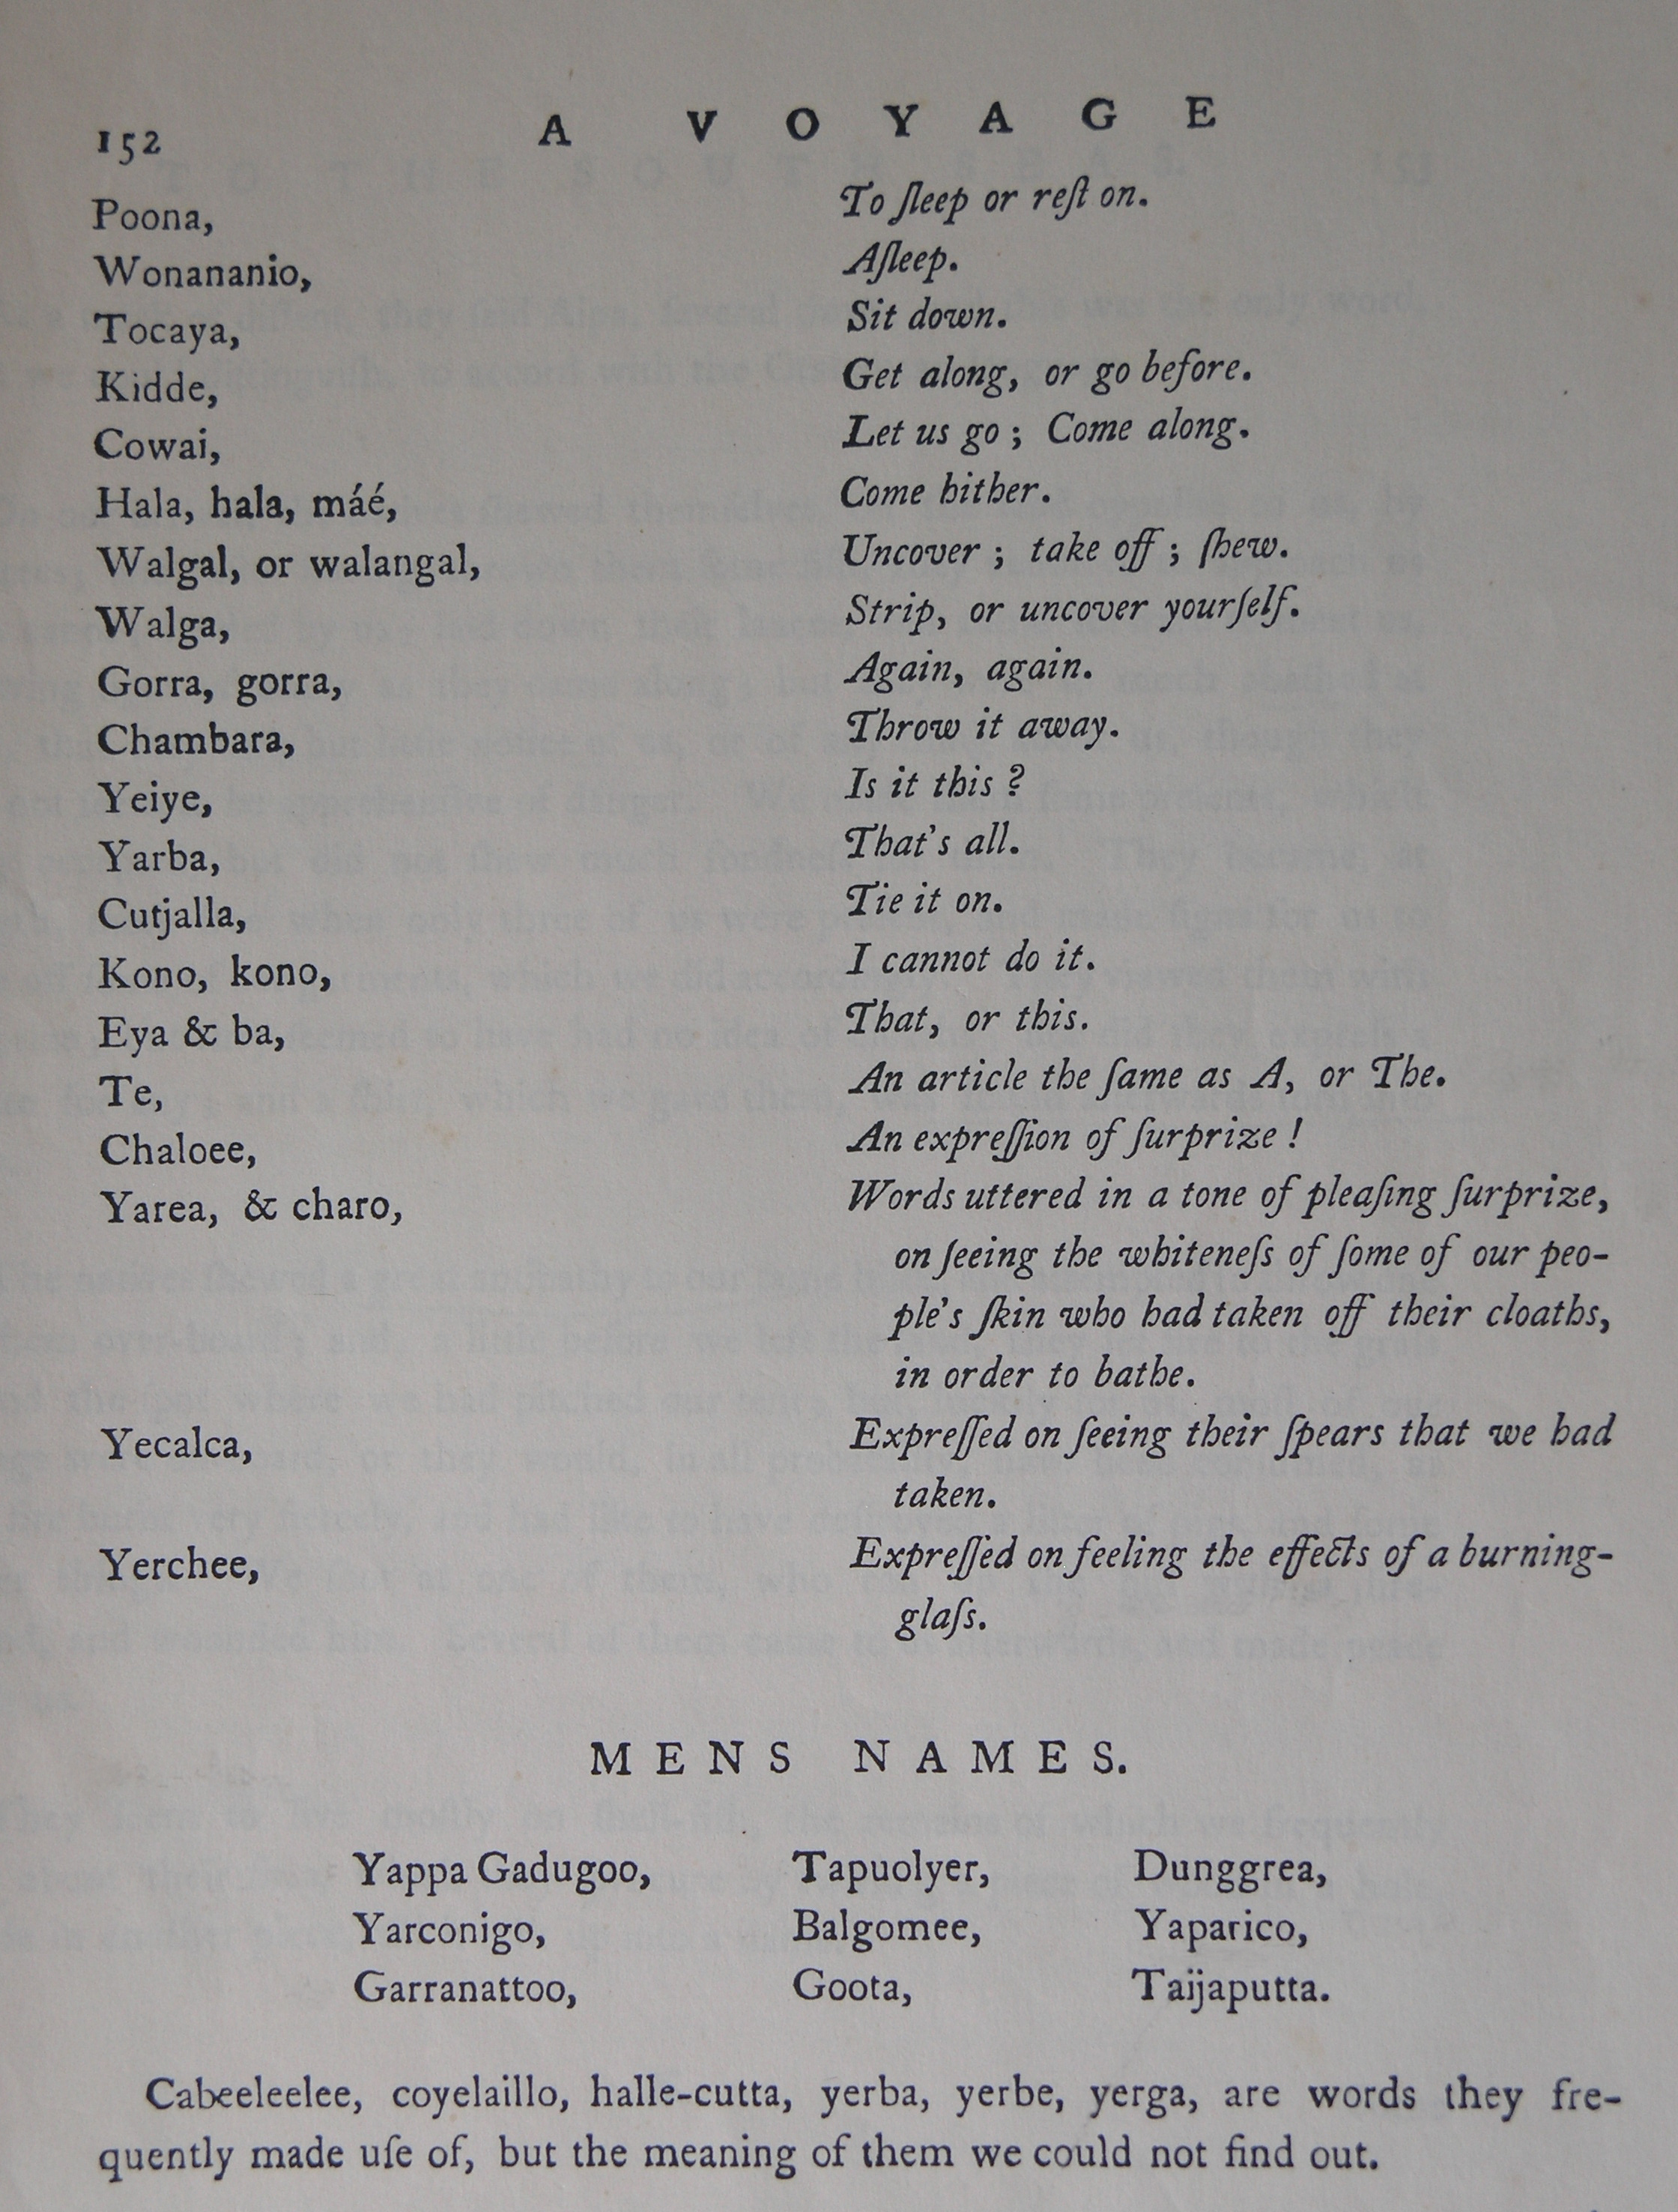 152 A VOYAGE
Poona, To ſleep or reſt on.
Wonananio, Aſleep.
Tocaya, Sit down.
Kidde, Get along, or go before.
Cowai, Let us go ; Come along.
Hala, hala, máé, Come hither.
Walgal, or walangal, Uncover ; take off ; ſhew.
Walga, Strip, or uncover yourſelf.
Gorra, gorra, Again, again.
Chambara, Throw it away.
Yeiye, Is it this ?
Yarba, That's all.
Cutjalla, Tie it on.
Kono, kono, I cannot do it.
Eya & ba, That, or this.
Te, An article the ſame as A, or The.
Chaloee, An expreſſion of ſurprize !
Yarea, & charo, Words uttered in a tone of pleaſing ſurprize,
on ſeeing the whiteneſs of ſome of our peo-
ple's ſkin who had taken off their cloaths,
in order to bathe.
Yecalca, Expreſſed on ſeeing their ſpears that we had
taken.
Yerchee, Expreſſed on feeling the effects of a burning-
glaſs.
MENS NAMES.
Yappa Gadugoo, Tapuolyer, Dunggrea,
Yarconigo, Balgomee, Yaparico,
Garranattoo, Goota, Taijaputta.
Cabeeleelee, coyelaillo, halle-cutta, yerba, yerbe, yerga, are words they fre-
quently made uſe of, but the meaning of them we could not find out.